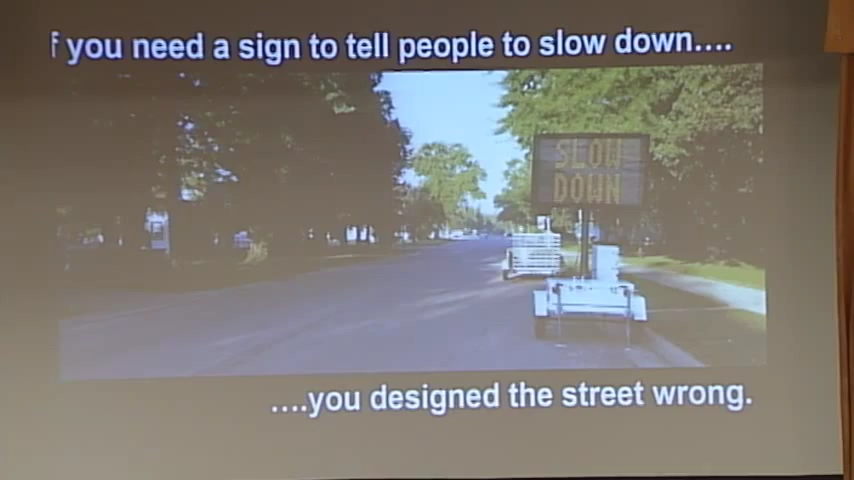 f you need a sign to tell people to slow down....
SLOW
DOWN
....you designed the street wrong.